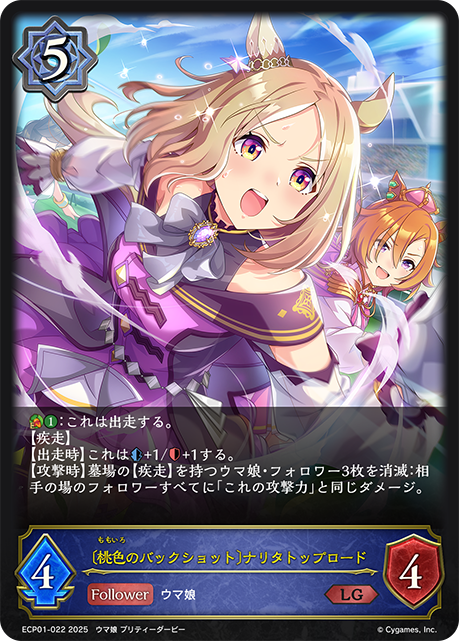 5
1:これは出走する。
【疾走】
【出走時】これは+1/+1する。
【攻撃時】墓場の【疾走】を持つウマ娘・フォロワー3枚を消滅:相
手の場のフォロワーすべてに「これの攻撃力」と同じダメージ。
ももいろ
〔桃色のバックショット〕ナリタトップロード
4
Follower ウマ娘
LG
4
ECP01-022 2025 ウマ娘 プリティーダービー
© Cygames, Inc.